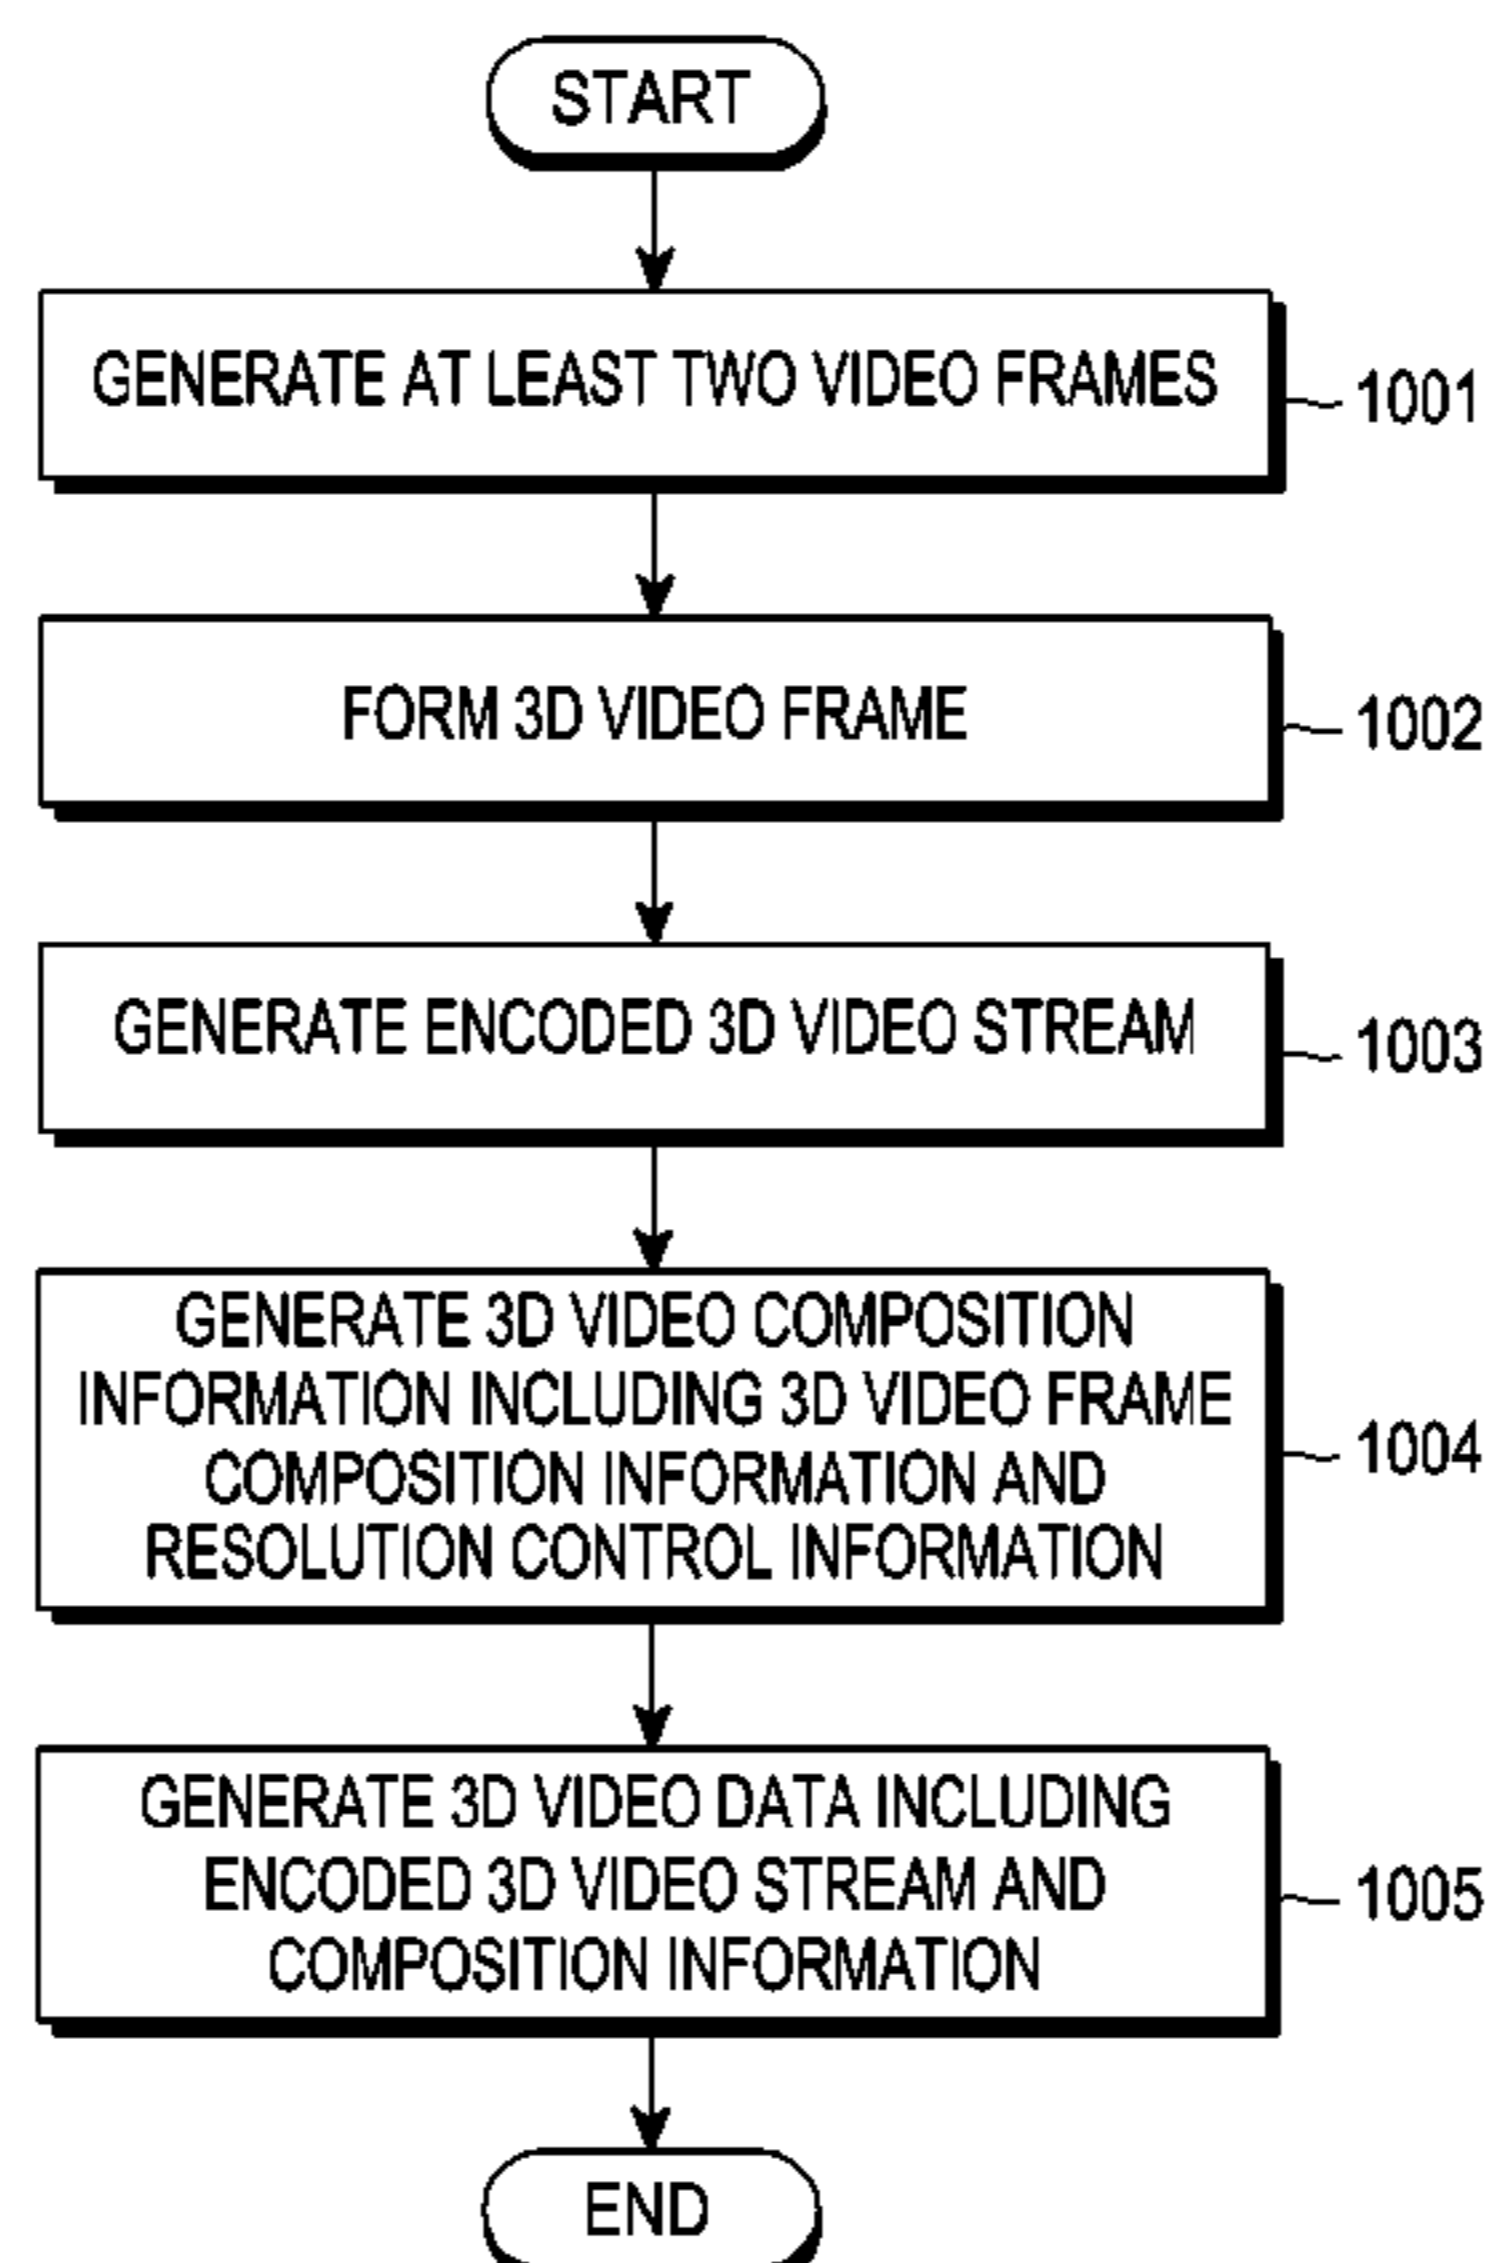 START
GENERATE AT LEAST TWO VIDEO FRAMES
1001
FORM 3D VIDEO FRAME
1002
GENERATE ENCODED 3D VIDEO STREAM
1003
GENERATE 3D VIDEO COMPOSITION
INFORMATION INCLUDING 3D VIDEO FRAME
COMPOSITION INFORMATION AND
RESOLUTION CONTROL INFORMATION
1004
GENERATE 3D VIDEO DATA INCLUDING
ENCODED 3D VIDEO STREAM AND
COMPOSITION INFORMATION
1005
END